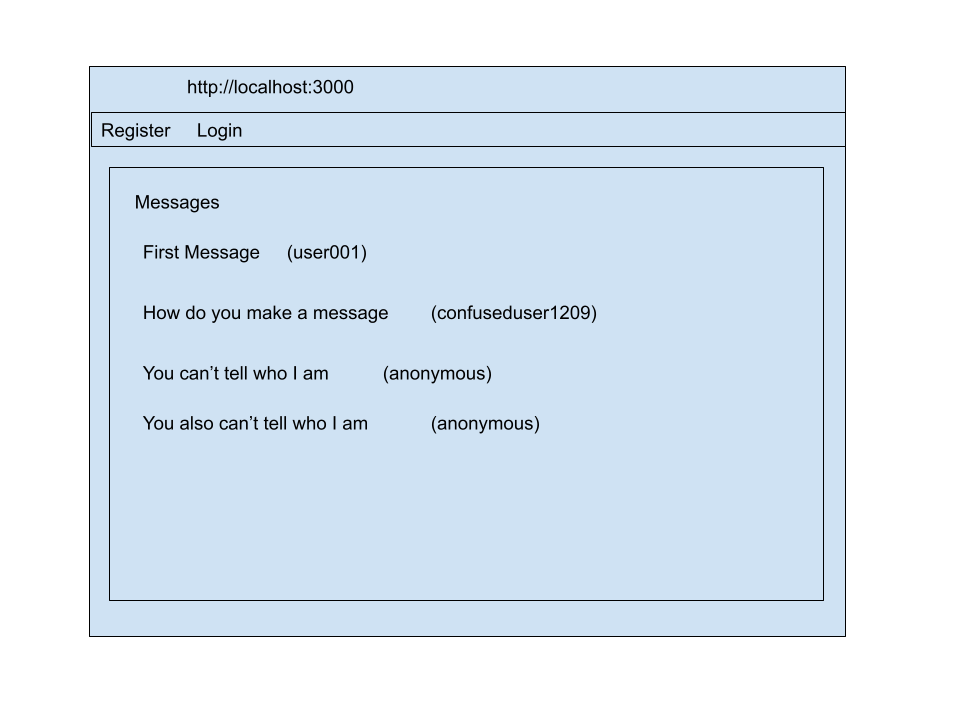 http://localhost:3000
Register Login
Messages
First Message (user001)
How do you make a message (confuseduser1209)
You can’t tell who I am (anonymous)
You also can’t tell who I am (anonymous)